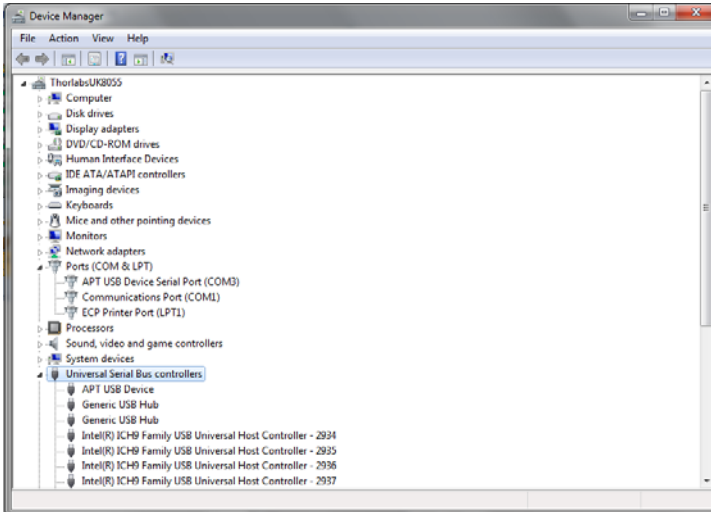 Device Manager
File Action View Help
ThorlabsUK8055
Computer
Disk drives
Display adapters
DVD/CD-ROM drives
Human Interface Devices
IDE ATA/ATAPI controllers
Imaging devices
Keyboards
Mice and other pointing devices
Monitors
Network adapters
Ports (COM & LPT)
APT USB Device Serial Port (COM3)
Communications Port (COM1)
ECP Printer Port (LPT1)
Processors
Sound, video and game controllers
System devices
Universal Serial Bus controllers
APT USB Device
Generic USB Hub
Generic USB Hub
Intel(R) ICH9 Family USB Universal Host Controller - 2934
Intel(R) ICH9 Family USB Universal Host Controller - 2935
Intel(R) ICH9 Family USB Universal Host Controller - 2936
Intel(R) ICH9 Family USB Universal Host Controller - 2937